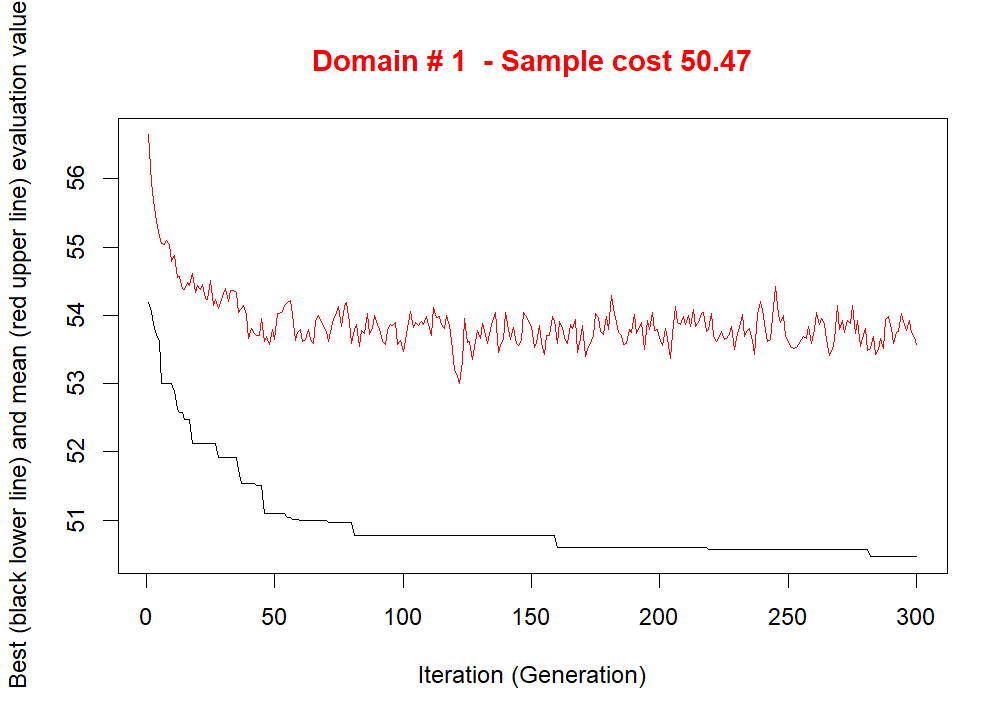 Domain # 1  - Sample cost 50.47
Best (black lower line) and mean (red upper line) evaluation value
56
55
54
53
52
51
0 50 100 150 200 250 300
Iteration (Generation)